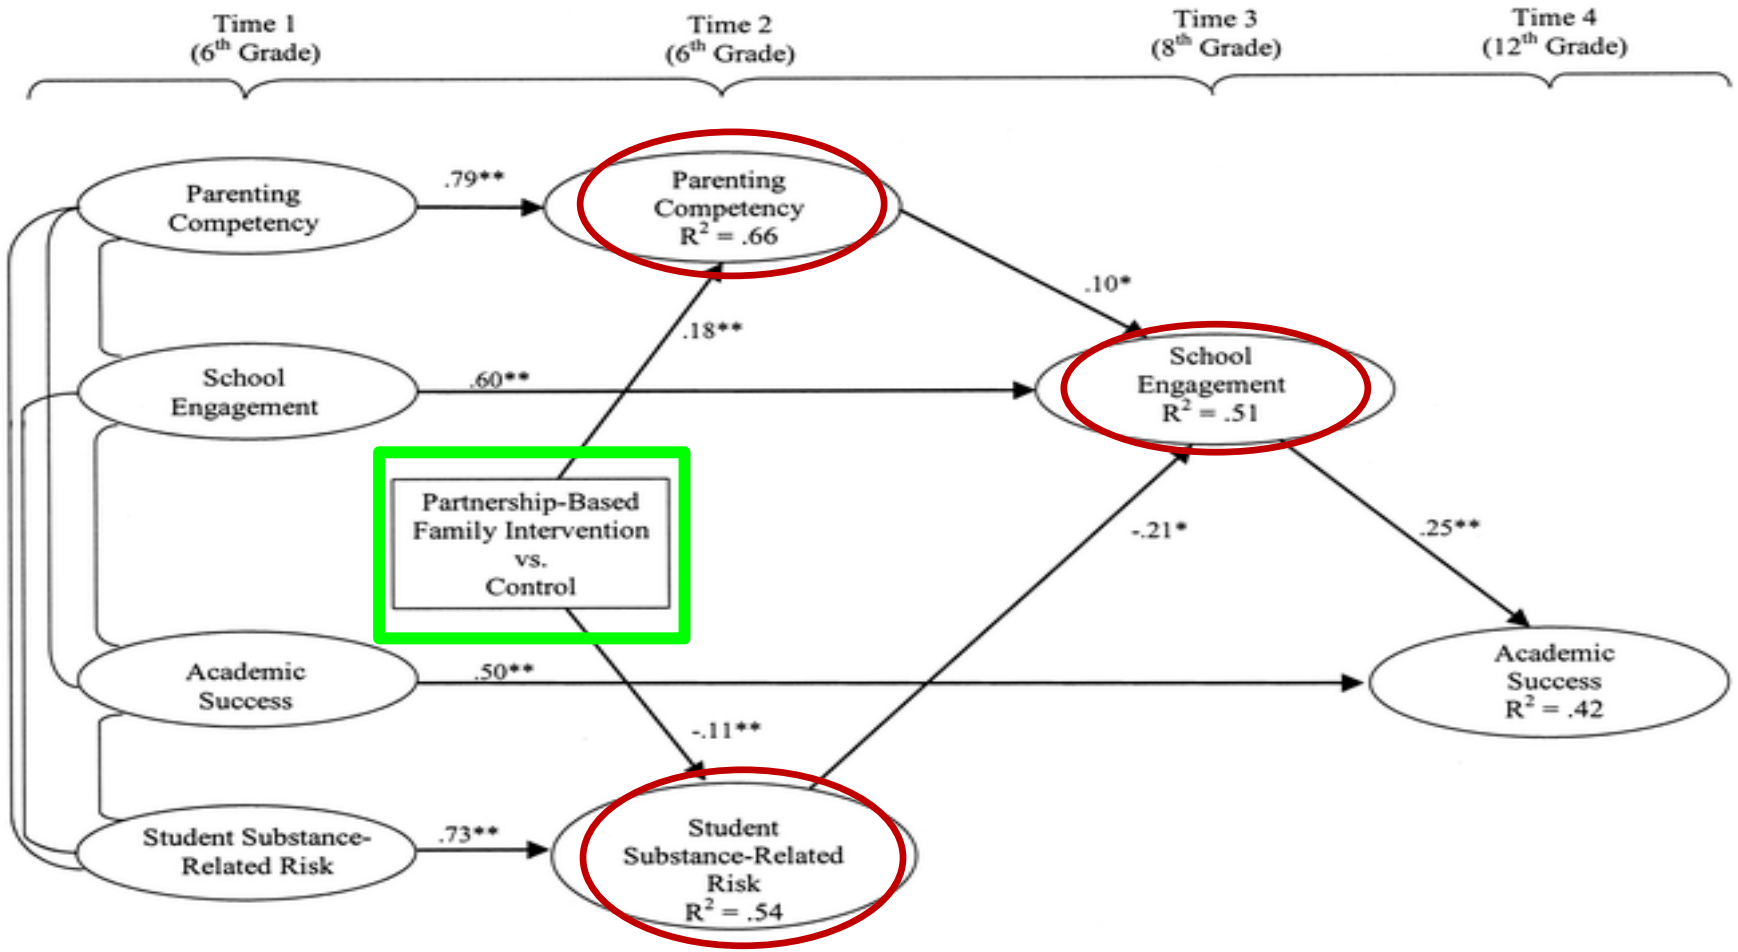 Time 1
(6th Grade)
Time 2
(6th Grade)
Time 3
(8th Grade)
Time 4
(12th Grade)
Parenting
Competency
.79**
Parenting
Competency
R² = .66
.10*
.18**
School
Engagement
.60**
School
Engagement
R² = .51
Partnership-Based
Family Intervention
vs.
Control
-.21*
.25**
Academic
Success
.50**
Academic
Success
R² = .42
-.11**
Student Substance-
Related Risk
.73**
Student
Substance-Related
Risk
R² = .54